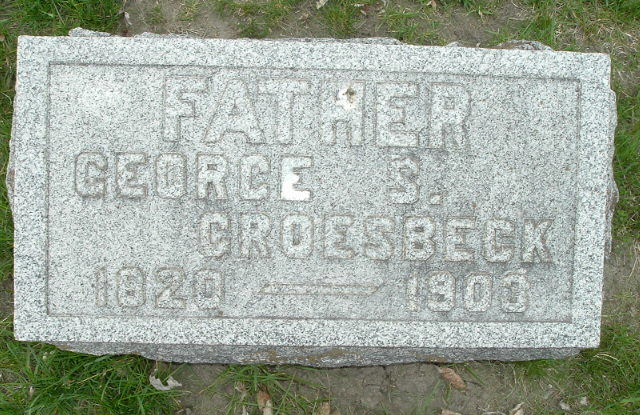 FATHER
GEORGE S.
GROESBECK
1820 — 1903